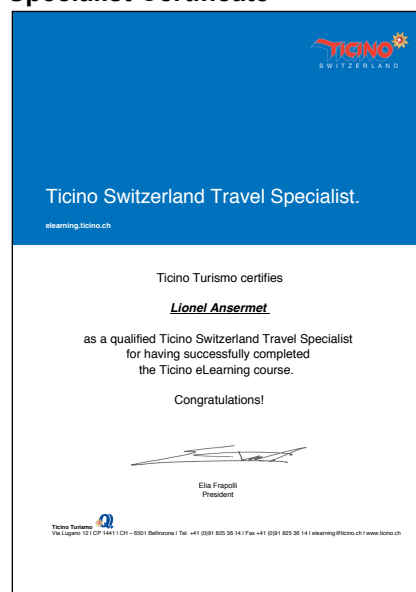 Specialist Certificate
TICINO
SWITZERLAND
Ticino Switzerland Travel Specialist.
elearning.ticino.ch
Ticino Turismo certifies
Lionel Ansermet
as a qualified Ticino Switzerland Travel Specialist
for having successfully completed
the Ticino eLearning course.
Congratulations!
Elia Frapolli
President
Ticino Turismo
Via Lugano 12 I CP 1441 I CH – 6501 Bellinzona I Tel. +41 (0)91 825 36 14 I Fax +41 (0)91 825 36 14 I elearning@ticino.ch I www.ticino.ch